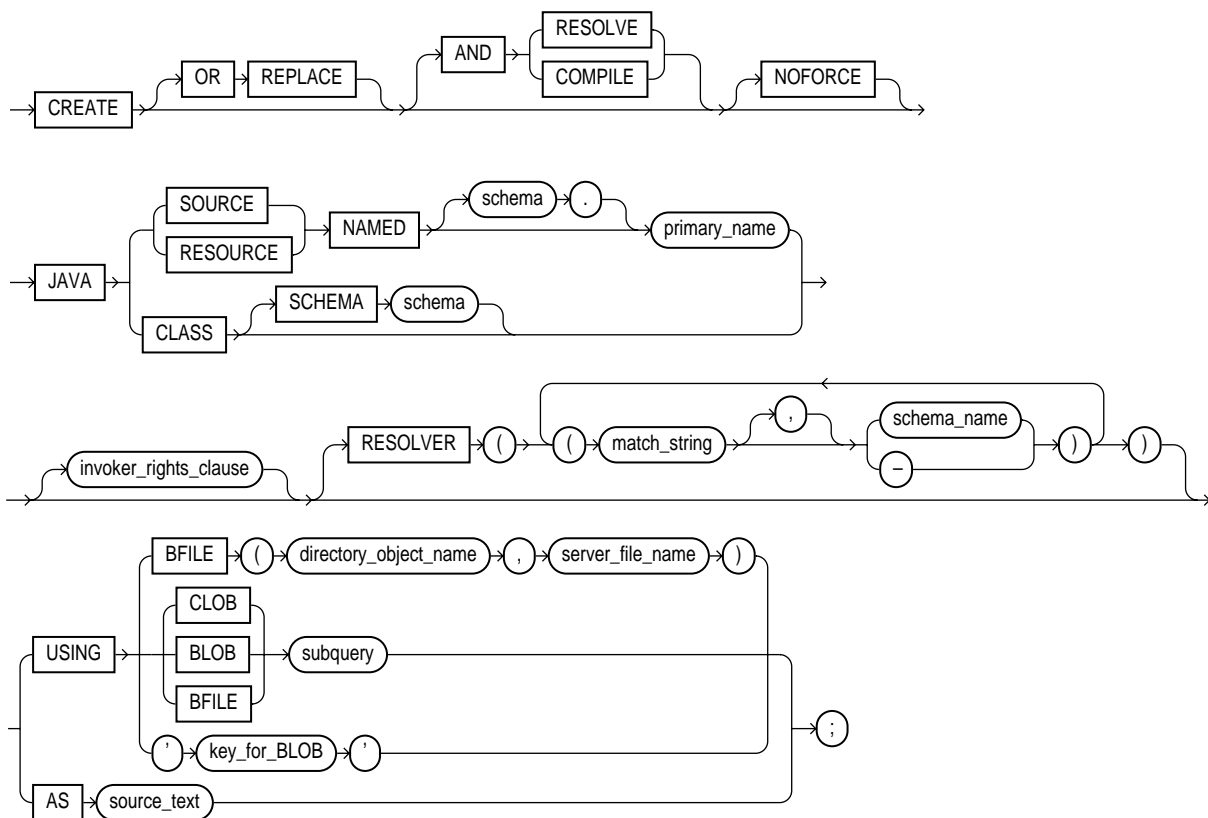 RESOLVE
AND
OR REPLACE COMPILE NOFORCE
CREATE
SOURCE schema .
NAMED primary_name
RESOURCE
JAVA
SCHEMA schema
CLASS
,
schema_name
RESOLVER ( ( match_string ) )
invoker_rights_clause –
BFILE ( directory_object_name , server_file_name )
CLOB
USING BLOB subquery
BFILE
;
' key_for_BLOB '
AS source_text